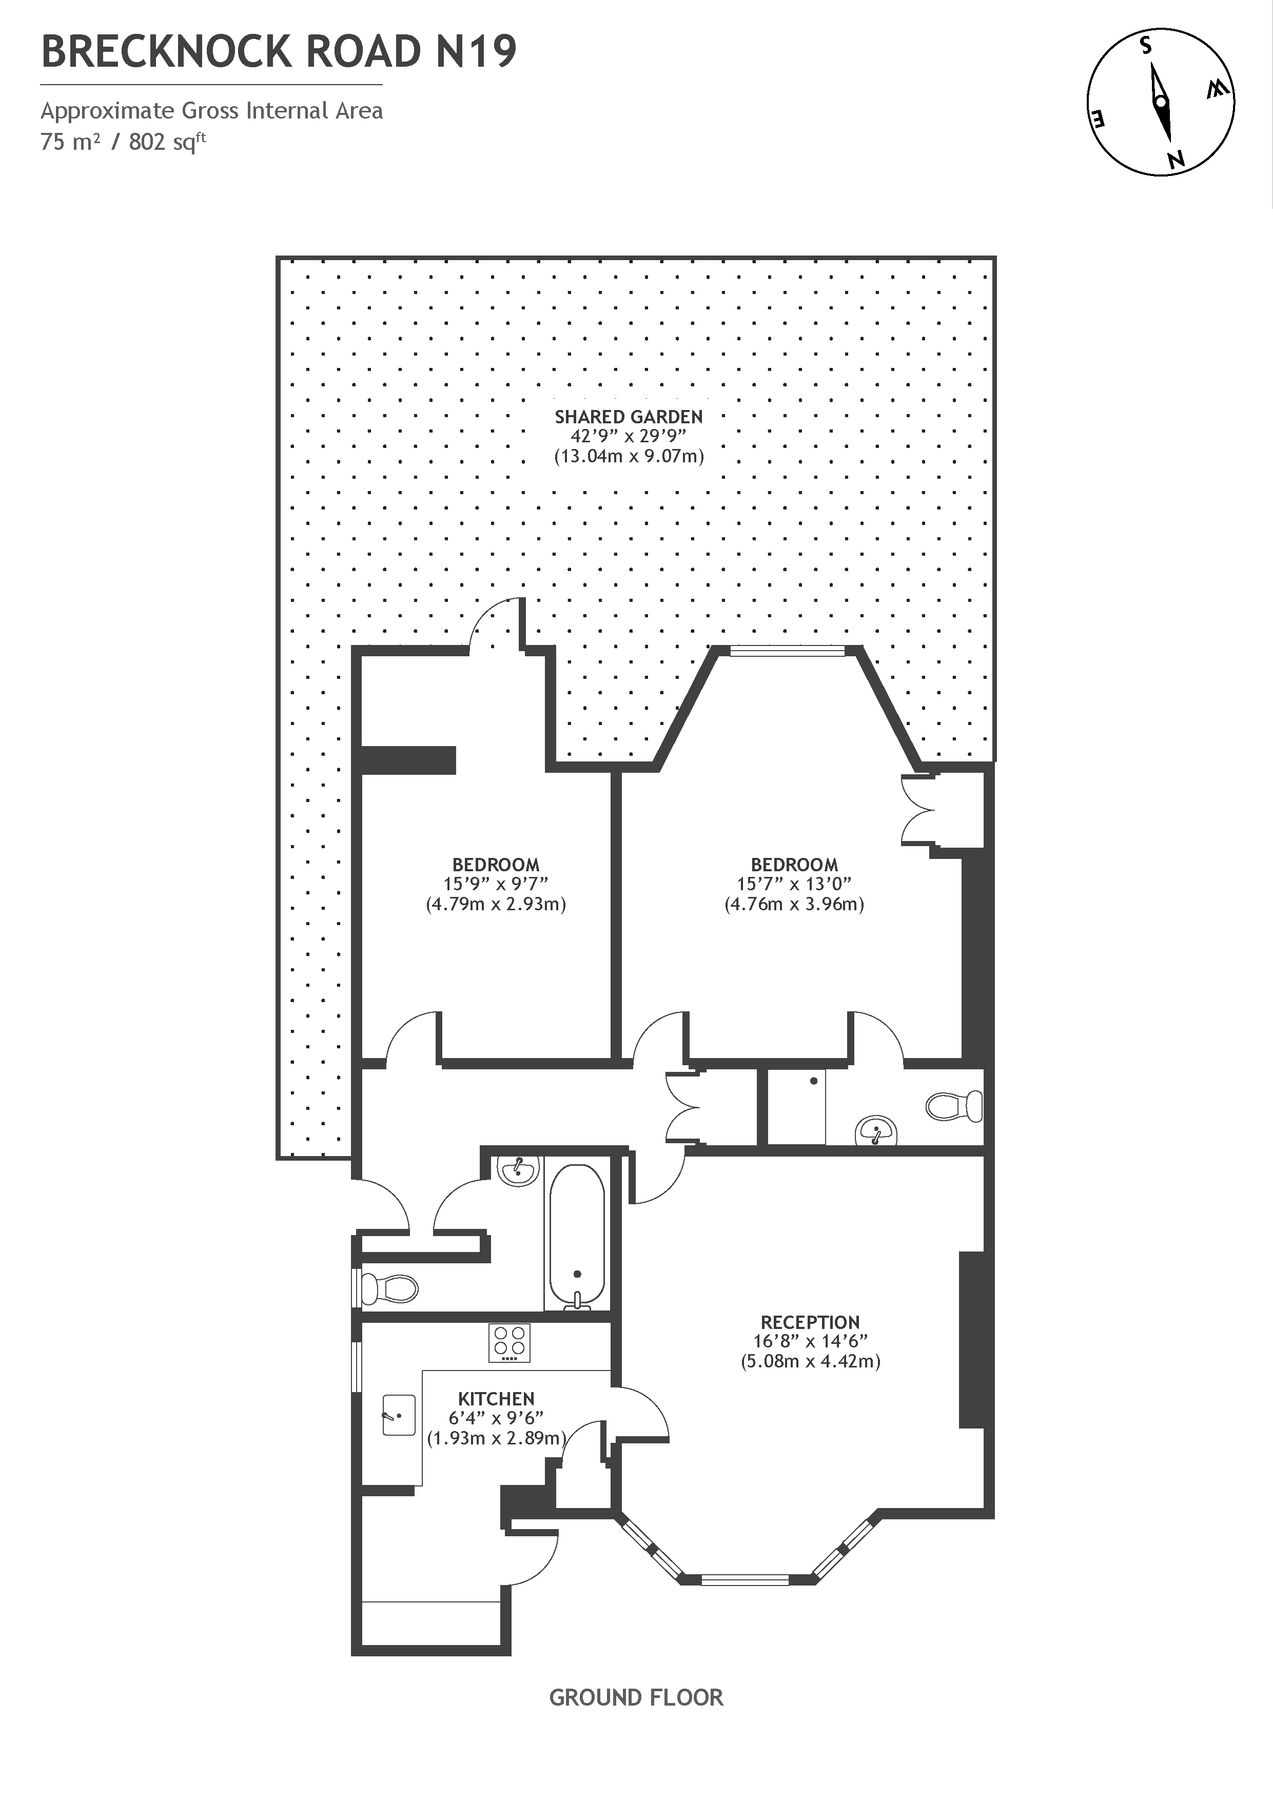 BRECKNOCK ROAD N19
Approximate Gross Internal Area
75 m² / 802 sqft
S
W
E
N
SHARED GARDEN
42’9” x 29’9”
(13.04m x 9.07m)
BEDROOM
15’9” x 9’7”
(4.79m x 2.93m)
BEDROOM
15’7” x 13’0”
(4.76m x 3.96m)
RECEPTION
16’8” x 14’6”
(5.08m x 4.42m)
KITCHEN
6’4” x 9’6”
(1.93m x 2.89m)
GROUND FLOOR